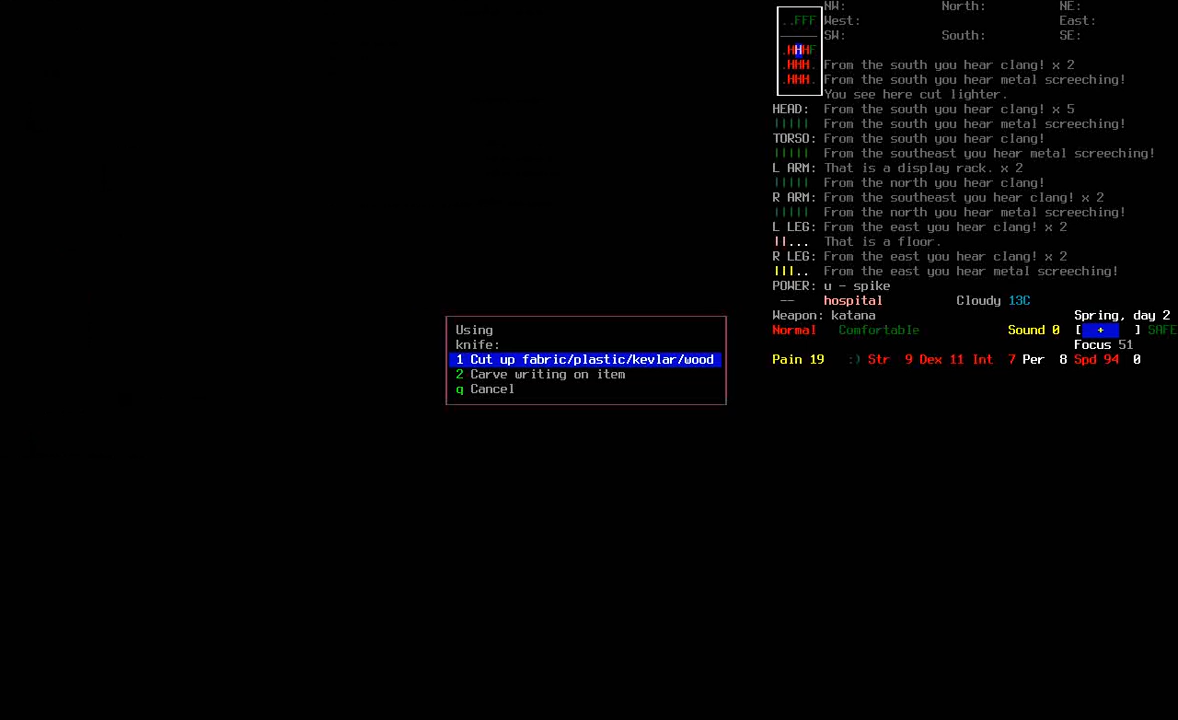 NW: North: NE:
..FFF West: East:
SW: South: SE:
.HHHF
.HHH. From the south you hear clang! x 2
.HHH. From the south you hear metal screeching!
You see here cut lighter.
HEAD: From the south you hear clang! x 5
||||| From the south you hear metal screeching!
TORSO: From the south you hear clang!
||||| From the southeast you hear metal screeching!
L ARM: That is a display rack. x 2
||||| From the north you hear clang!
R ARM: From the southeast you hear clang! x 2
||||| From the north you hear metal screeching!
L LEG: From the east you hear clang! x 2
||... That is a floor.
R LEG: From the east you hear clang! x 2
|||.. From the east you hear metal screeching!
POWER: u - spike
-- hospital Cloudy 13C
Weapon: katana Spring, day 2
Normal Comfortable Sound 0 [ + ] SAFE
Focus 51
Pain 19 :) Str 9 Dex 11 Int 7 Per 8 Spd 94 0
Using
knife:
1 Cut up fabric/plastic/kevlar/wood
2 Carve writing on item
q Cancel